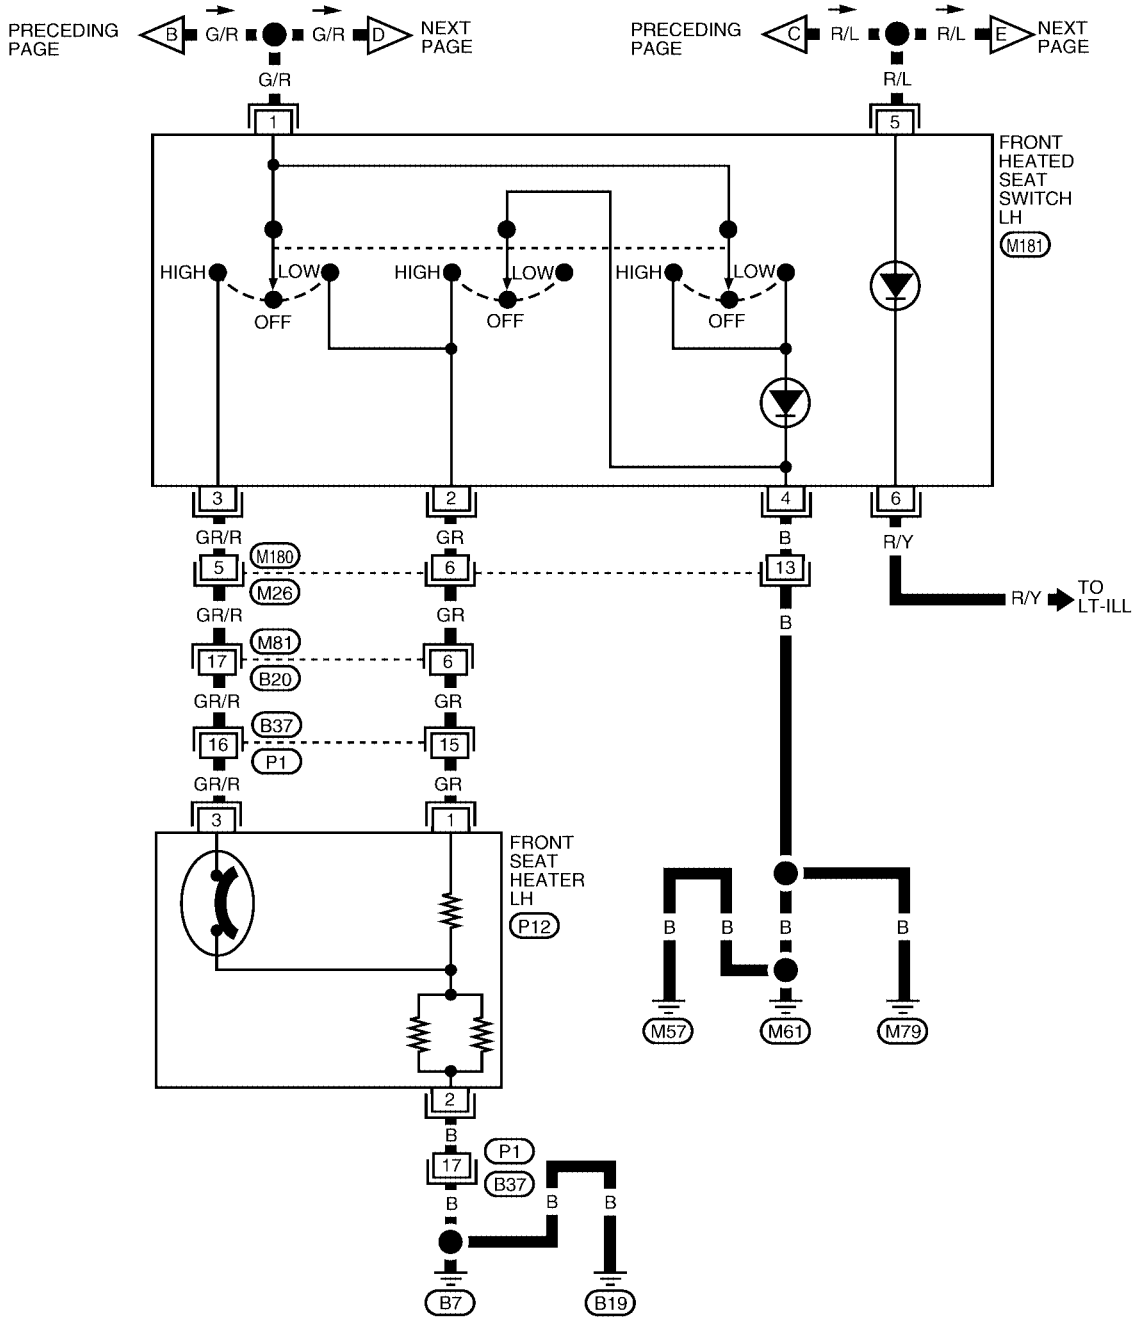 PRECEDING
PAGE
B
G/R
G/R
D
NEXT
PAGE
PRECEDING
PAGE
C
R/L
R/L
E
NEXT
PAGE
G/R
R/L
1
5
FRONT
HEATED
SEAT
SWITCH
LH
M181
HIGH
LOW
OFF
HIGH
LOW
OFF
HIGH
LOW
OFF
3
2
4
6
GR/R
GR
B
R/Y
5
M180
M26
6
13
R/Y
TO
LT-ILL
GR/R
GR
B
17
M81
B20
6
GR/R
GR
16
B37
P1
15
GR/R
GR
3
1
FRONT
SEAT
HEATER
LH
P12
B
B
B
B
M57
M61
M79
2
B
17
P1
B37
B
B
B
B7
B19